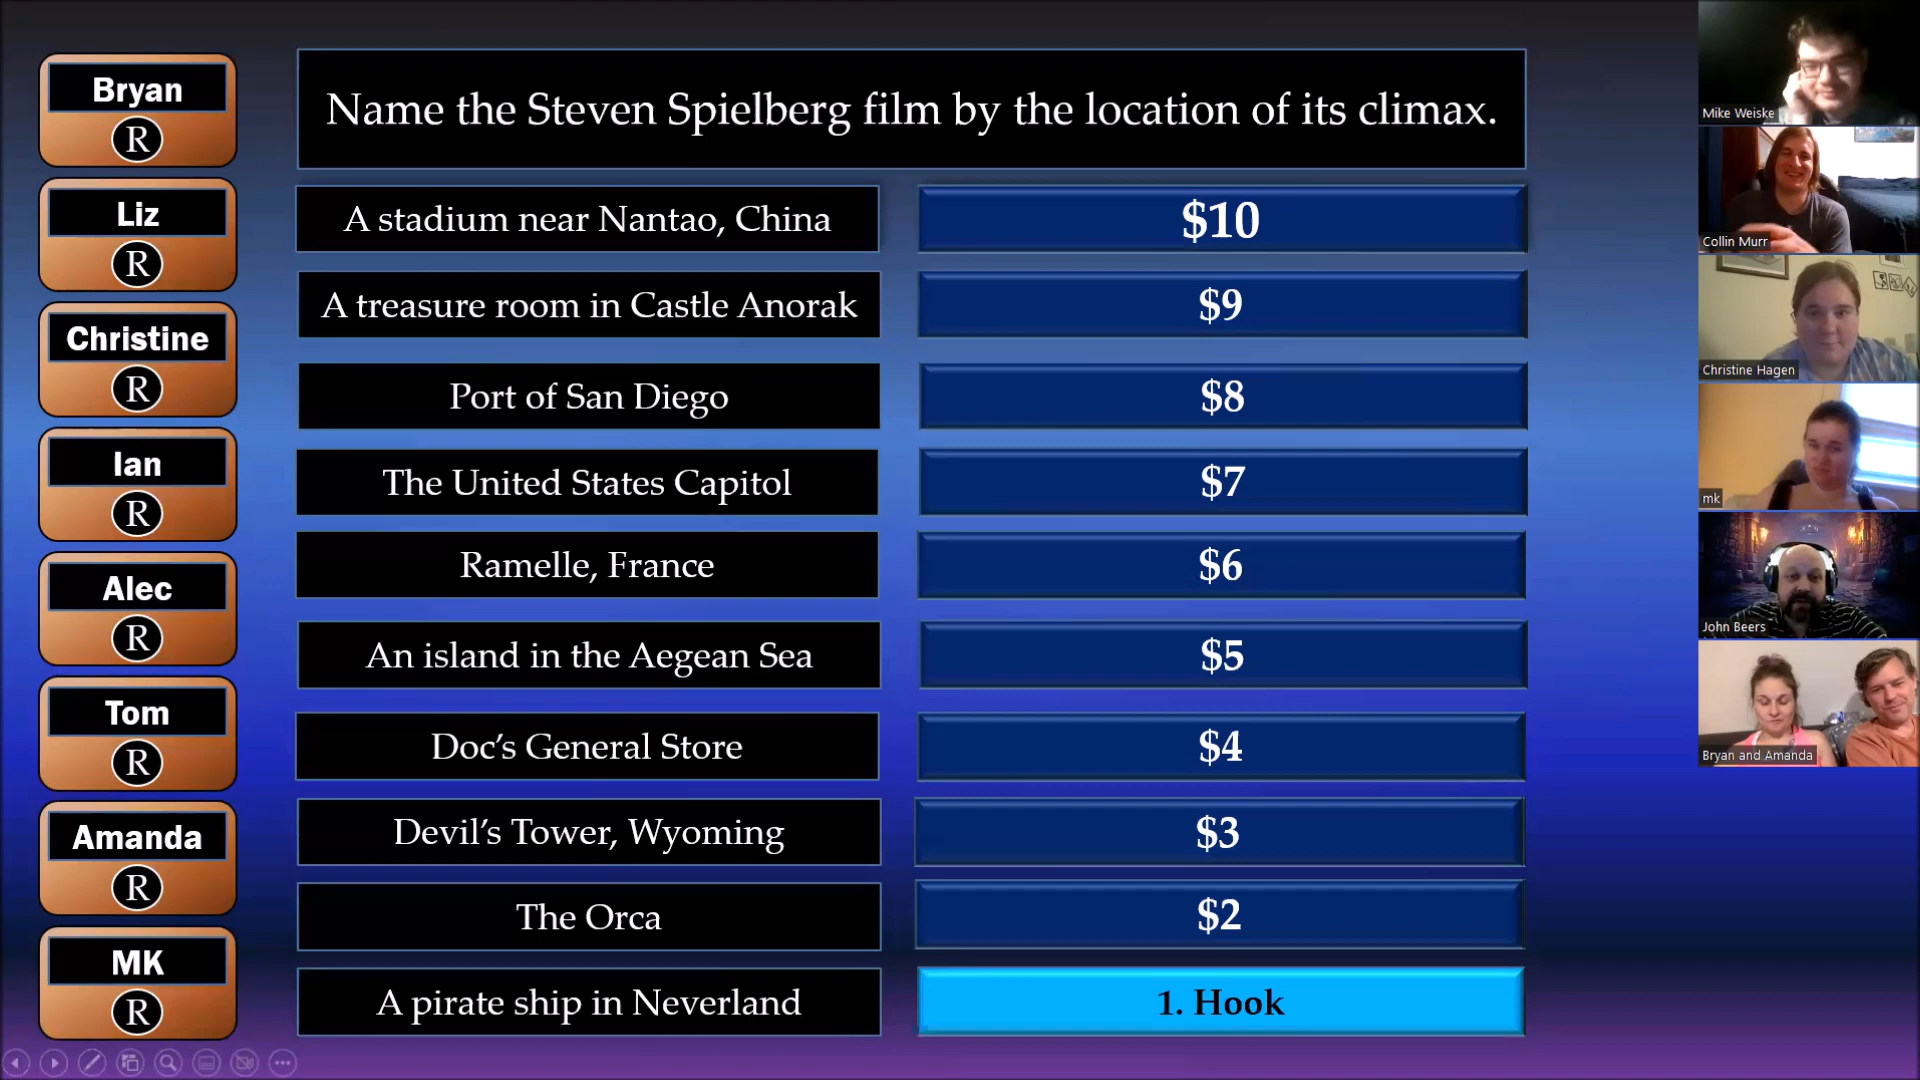 Bryan
R
Liz
R
Christine
R
Ian
R
Alec
R
Tom
R
Amanda
R
MK
R
Name the Steven Spielberg film by the location of its climax.
A stadium near Nantao, China
$10
A treasure room in Castle Anorak
$9
Port of San Diego
$8
The United States Capitol
$7
Ramelle, France
$6
An island in the Aegean Sea
$5
Doc's General Store
$4
Devil's Tower, Wyoming
$3
The Orca
$2
A pirate ship in Neverland
1. Hook
Mike Weiske
Collin Murr
Christine Hagen
mk
John Beers
Bryan and Amanda